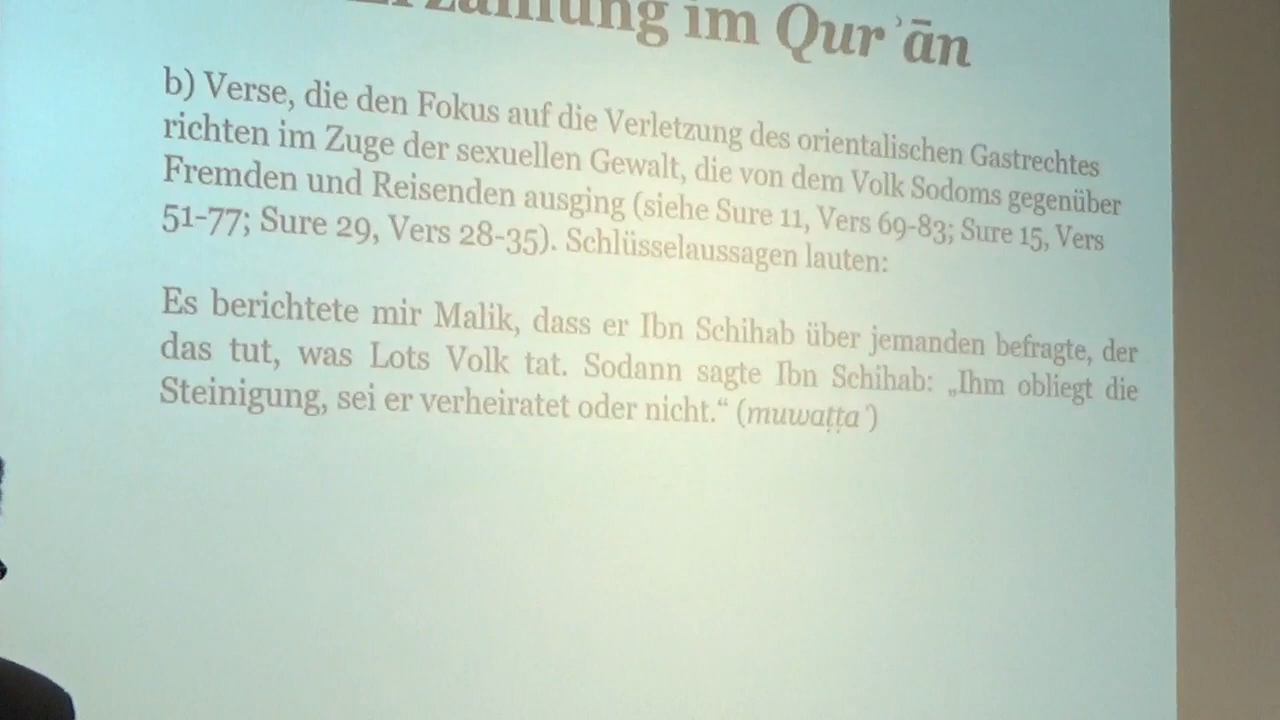 Erzählung im Qurʾān
b) Verse, die den Fokus auf die Verletzung des orientalischen Gastrechtes
richten im Zuge der sexuellen Gewalt, die von dem Volk Sodoms gegenüber
Fremden und Reisenden ausging (siehe Sure 11, Vers 69-83; Sure 15, Vers
51-77; Sure 29, Vers 28-35). Schlüsselaussagen lauten:
Es berichtete mir Malik, dass er Ibn Schihab über jemanden befragte, der
das tut, was Lots Volk tat. Sodann sagte Ibn Schihab: „Ihm obliegt die
Steinigung, sei er verheiratet oder nicht.“ (muwaṭṭaʾ)